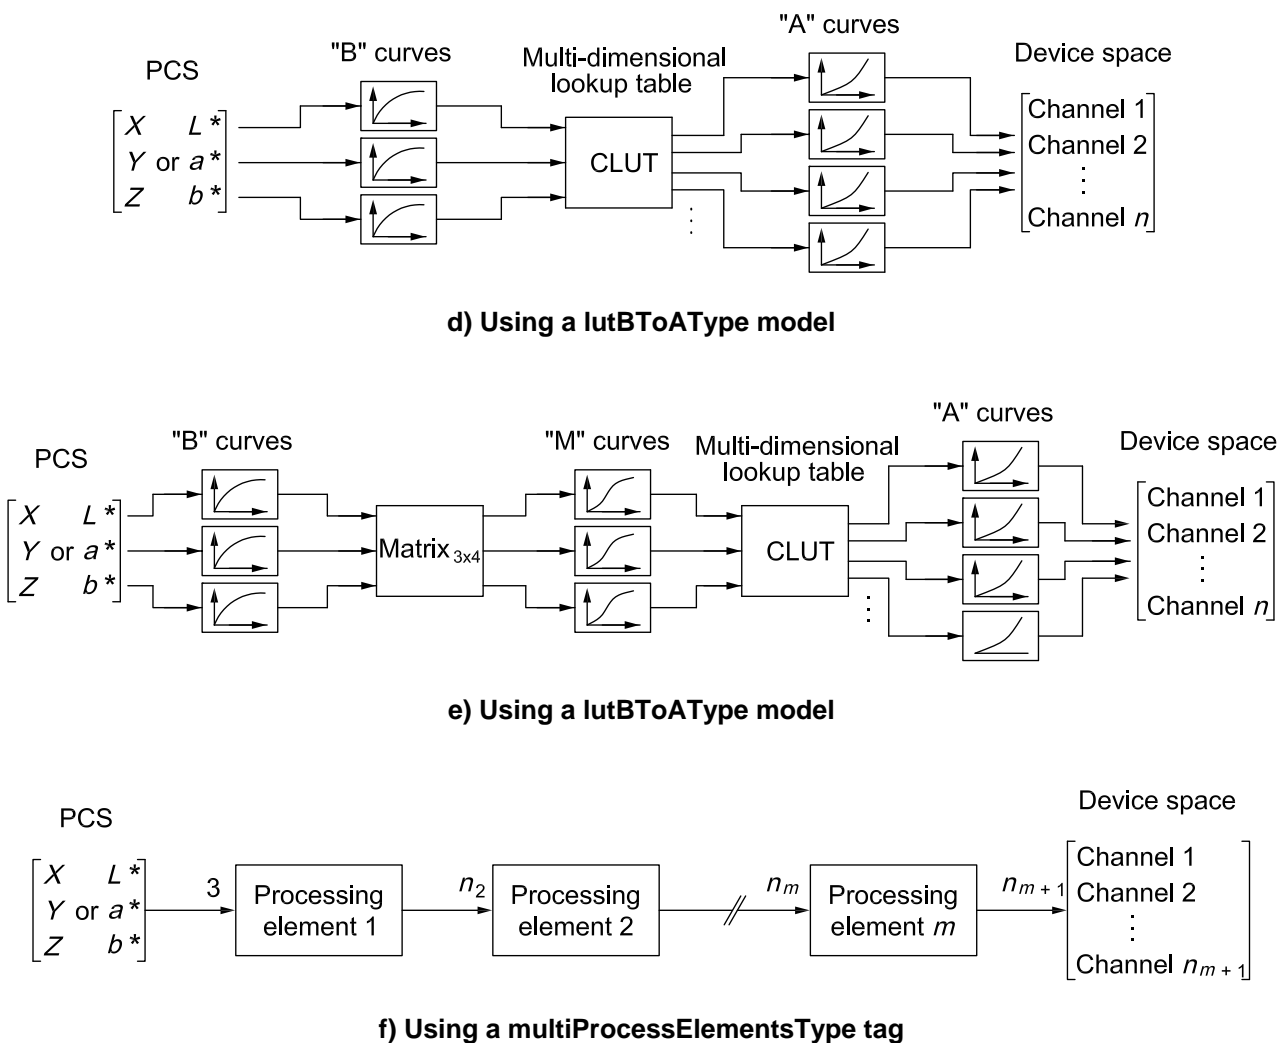 PCS
"B" curves
Multi-dimensional
lookup table
"A" curves
Device space
X L*
Y or a*
Z b*
CLUT
Channel 1
Channel 2
Channel n
d) Using a lutBToAType model
PCS
"B" curves
"M" curves
Multi-dimensional
lookup table
"A" curves
Device space
X L*
Y or a*
Z b*
Matrix 3x4
CLUT
Channel 1
Channel 2
Channel n
e) Using a lutBToAType model
PCS
Device space
X L*
Y or a*
Z b*
3
Processing
element 1
n2
Processing
element 2
nm
Processing
element m
nm + 1
Channel 1
Channel 2
Channel nm + 1
f) Using a multiProcessElementsType tag